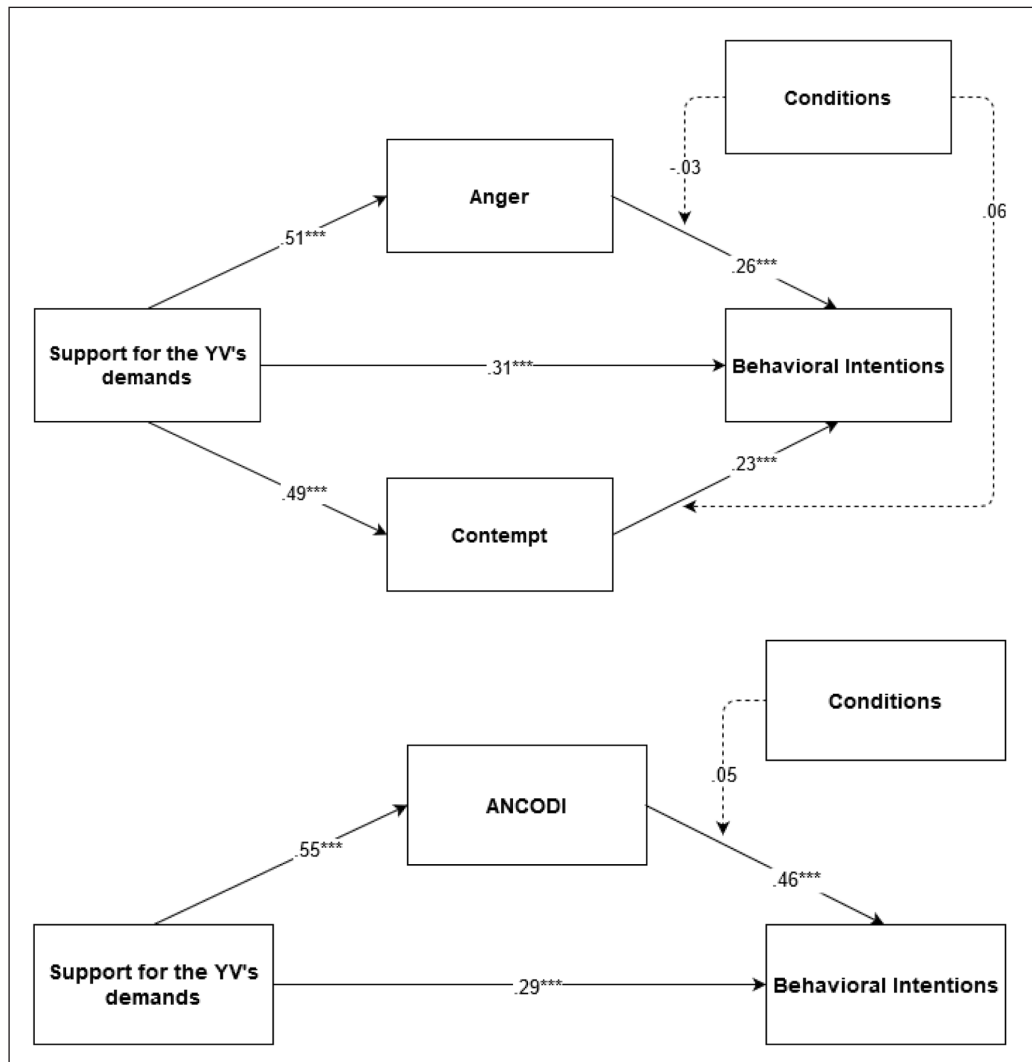 Conditions
-.03
.06
Anger
.51***
.26***
Support for the YV's
demands
.31***
Behavioral Intentions
.49***
.23***
Contempt
Conditions
.05
ANCODI
.55***
.46***
Support for the YV's
demands
.29***
Behavioral Intentions